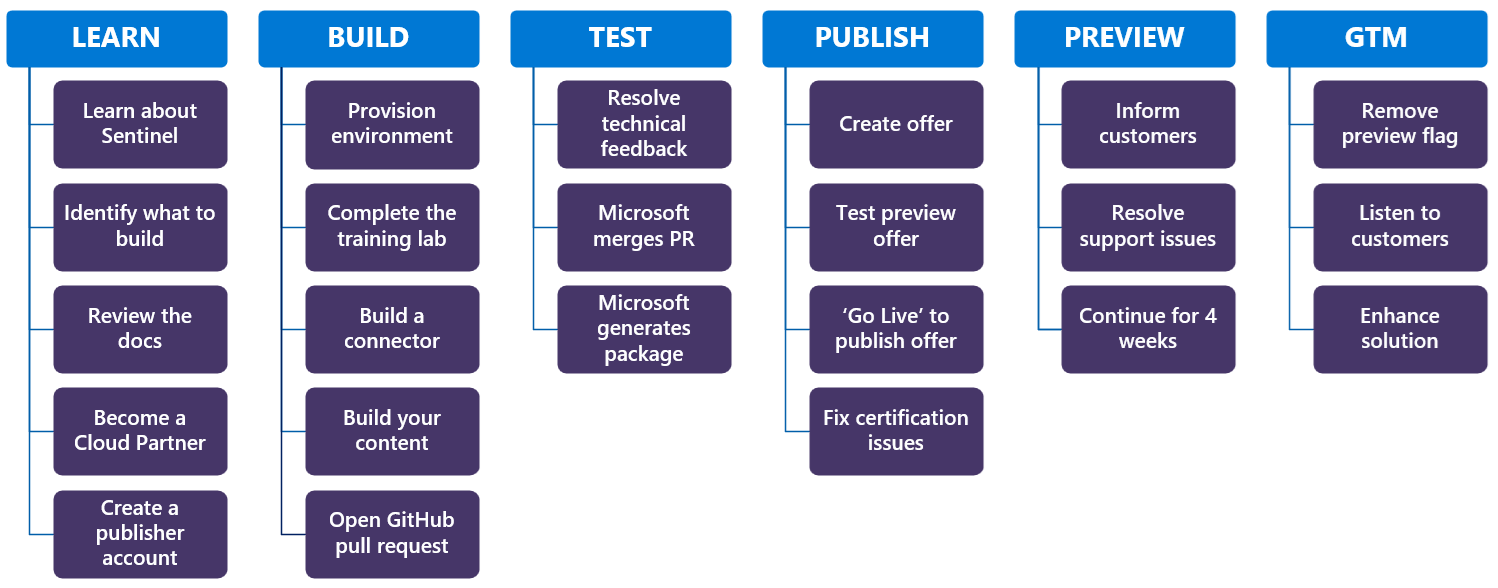 LEARN
Learn about
Sentinel
Identify what to
build
Review the
docs
Become a
Cloud Partner
Create a
publisher
account
BUILD
Provision
environment
Complete the
training lab
Build a
connector
Build your
content
Open GitHub
pull request
TEST
Resolve
technical
feedback
Microsoft
merges PR
Microsoft
generates
package
PUBLISH
Create offer
Test preview
offer
‘Go Live’ to
publish offer
Fix certification
issues
PREVIEW
Inform
customers
Resolve
support issues
Continue for 4
weeks
GTM
Remove
preview flag
Listen to
customers
Enhance
solution